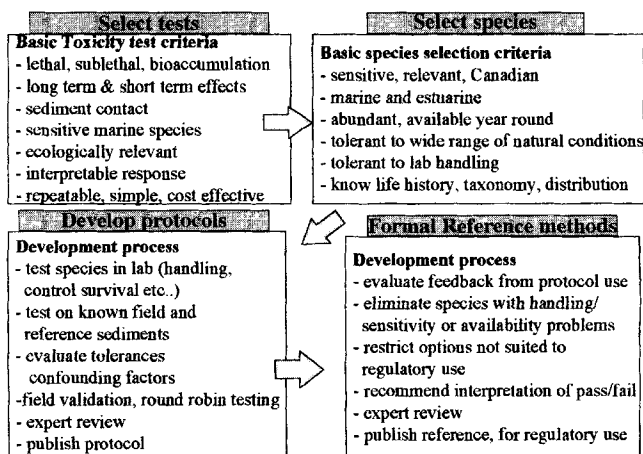 Select tests
Basic Toxicity test criteria
- lethal, sublethal, bioaccumulation
- long term & short term effects
- sediment contact
- sensitive marine species
- ecologically relevant
- interpretable response
- repeatable, simple, cost effective
Select species
Basic species selection criteria
- sensitive, relevant, Canadian
- marine and estuarine
- abundant, available year round
- tolerant to wide range of natural conditions
- tolerant to lab handling
- know life history, taxonomy, distribution
Develop protocols
Development process
- test species in lab (handling,
control survival etc..)
- test on known field and
reference sediments
- evaluate tolerances
confounding factors
-field validation, round robin testing
- expert review
- publish protocol
Formal Reference methods
Development process
- evaluate feedback from protocol use
- eliminate species with handling/
sensitivity or availability problems
- restrict options not suited to
regulatory use
- recommend interpretation of pass/fail
- expert review
- publish reference, for regulatory use